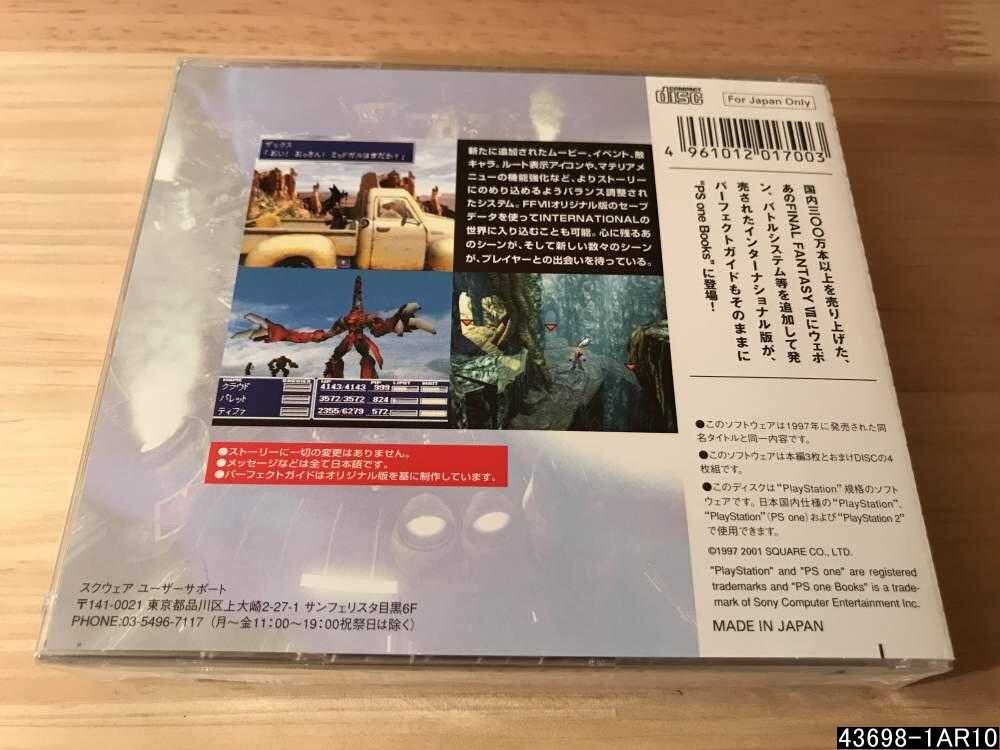 COMPACT
disc
For Japan Only
4 961012 017003
国内三〇〇万本以上を売り上げた、
あのFINAL FANTASY VIIにウェポ
ン、バトルシステム等を追加して発
売されたインターナショナル版が、
パーフェクトガイドもそのままに
"PS one Books"に登場!
ザックス
「おい! おっさん! ミッドガルはまだか?」
新たに追加されたムービー、イベント、敵
キャラ。ルート表示アイコンや、マテリアメ
ニューの機能強化など、よりストーリー
にのめり込めるようバランス調整され
たシステム。FFVIIオリジナル版のセーブ
データを使ってINTERNATIONALの
世界に入り込むことも可能。心に残るあ
のシーンが、そして新しい数々のシーン
が、プレイヤーとの出会いを待っている。
NAME BARRIER HP MP LIMIT WAIT
クラウド 4143/4143 999
バレット 3572/3572 824
ティファ 2355/6279 572
●ストーリーに一切の変更はありません。
●メッセージなどは全て日本語です。
●パーフェクトガイドはオリジナル版を基に制作しています。
●このソフトウェアは1997年に発売された同
名タイトルと同一内容です。
●このソフトウェアは本編3枚とおまけDISCの4
枚組です。
●このディスクは"PlayStation" 規格のソフト
ウェアです。日本国内仕様の"PlayStation"、
"PlayStation"(PS one)および"PlayStation 2"
で使用できます。
©1997 2001 SQUARE CO., LTD.
"PlayStation" and "PS one" are registered
trademarks and "PS one Books" is a trade-
mark of Sony Computer Entertainment Inc.
MADE IN JAPAN
スクウェア ユーザーサポート
〒141-0021 東京都品川区上大崎2-27-1 サンフェリスタ目黒6F
PHONE:03-5496-7117 (月〜金11:00〜19:00祝祭日は除く)
43698-1AR10